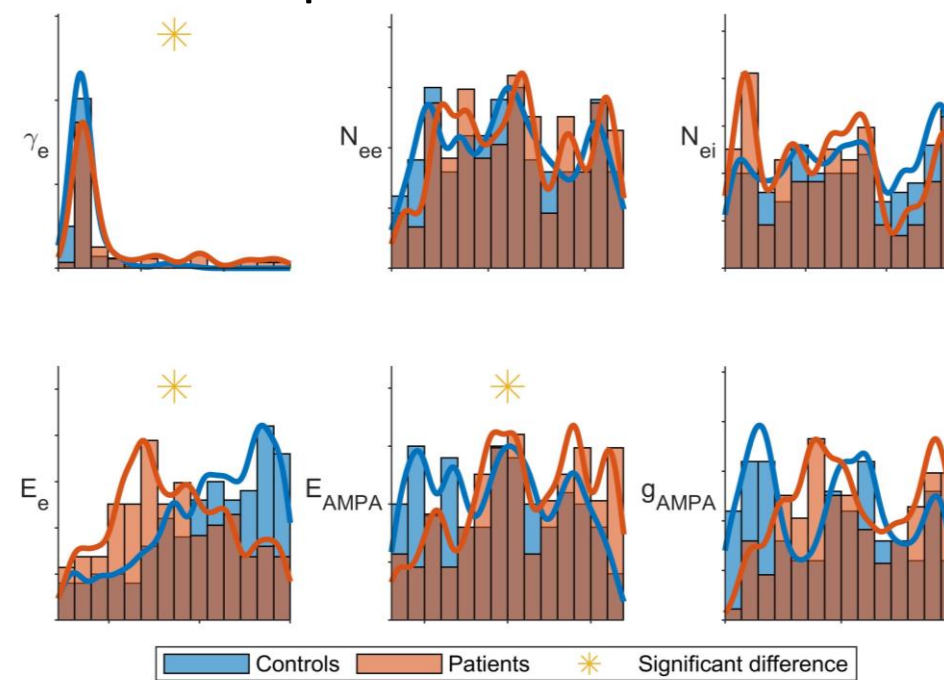 γe
Nee
Nei
Ee
EAMPA
gAMPA
Controls Patients Significant difference